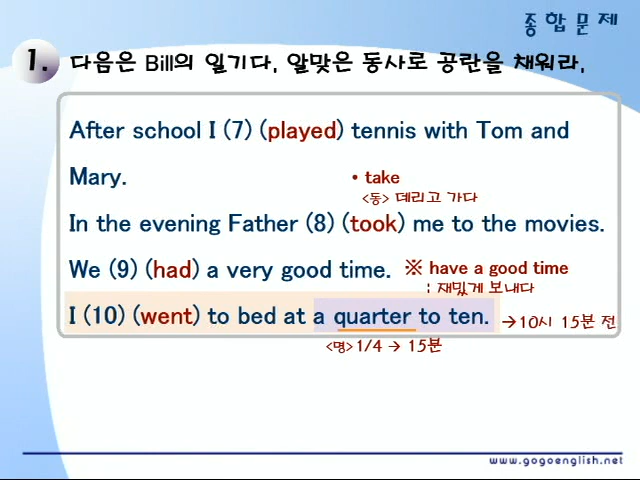 종합문제
1. 다음은 Bill의 일기다. 알맞은 동사로 공란을 채워라.
After school I (7) (played) tennis with Tom and
Mary.
• take
<동> 데리고 가다
In the evening Father (8) (took) me to the movies.
We (9) (had) a very good time.
※ have a good time
: 재밌게 보내다
I (10) (went) to bed at a quarter to ten.
→10시 15분 전
<명> 1/4 → 15분
www.gogoenglish.net